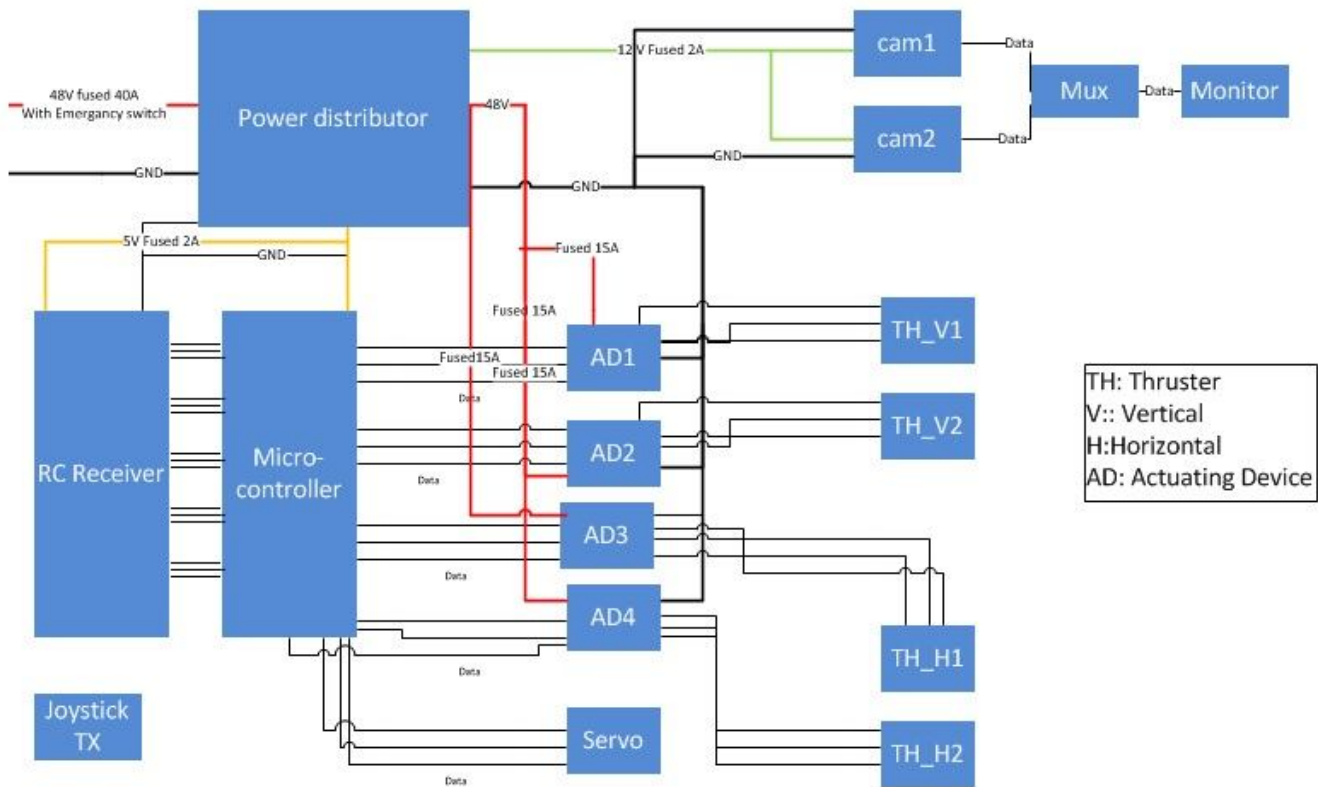 48V fused 40A
With Emergancy switch
GND
Power distributor
12V Fused 2A
48V
GND
GND
cam1
cam2
Data
Data
Mux
Data
Monitor
5V Fused 2A
GND
Fused 15A
Fused 15A
Fused15A
Fused 15A
RC Receiver
Micro-
controller
AD1
Data
AD2
Data
AD3
Data
AD4
Data
Servo
Data
TH_V1
TH_V2
TH_H1
TH_H2
Joystick
TX
TH: Thruster
V:: Vertical
H:Horizontal
AD: Actuating Device